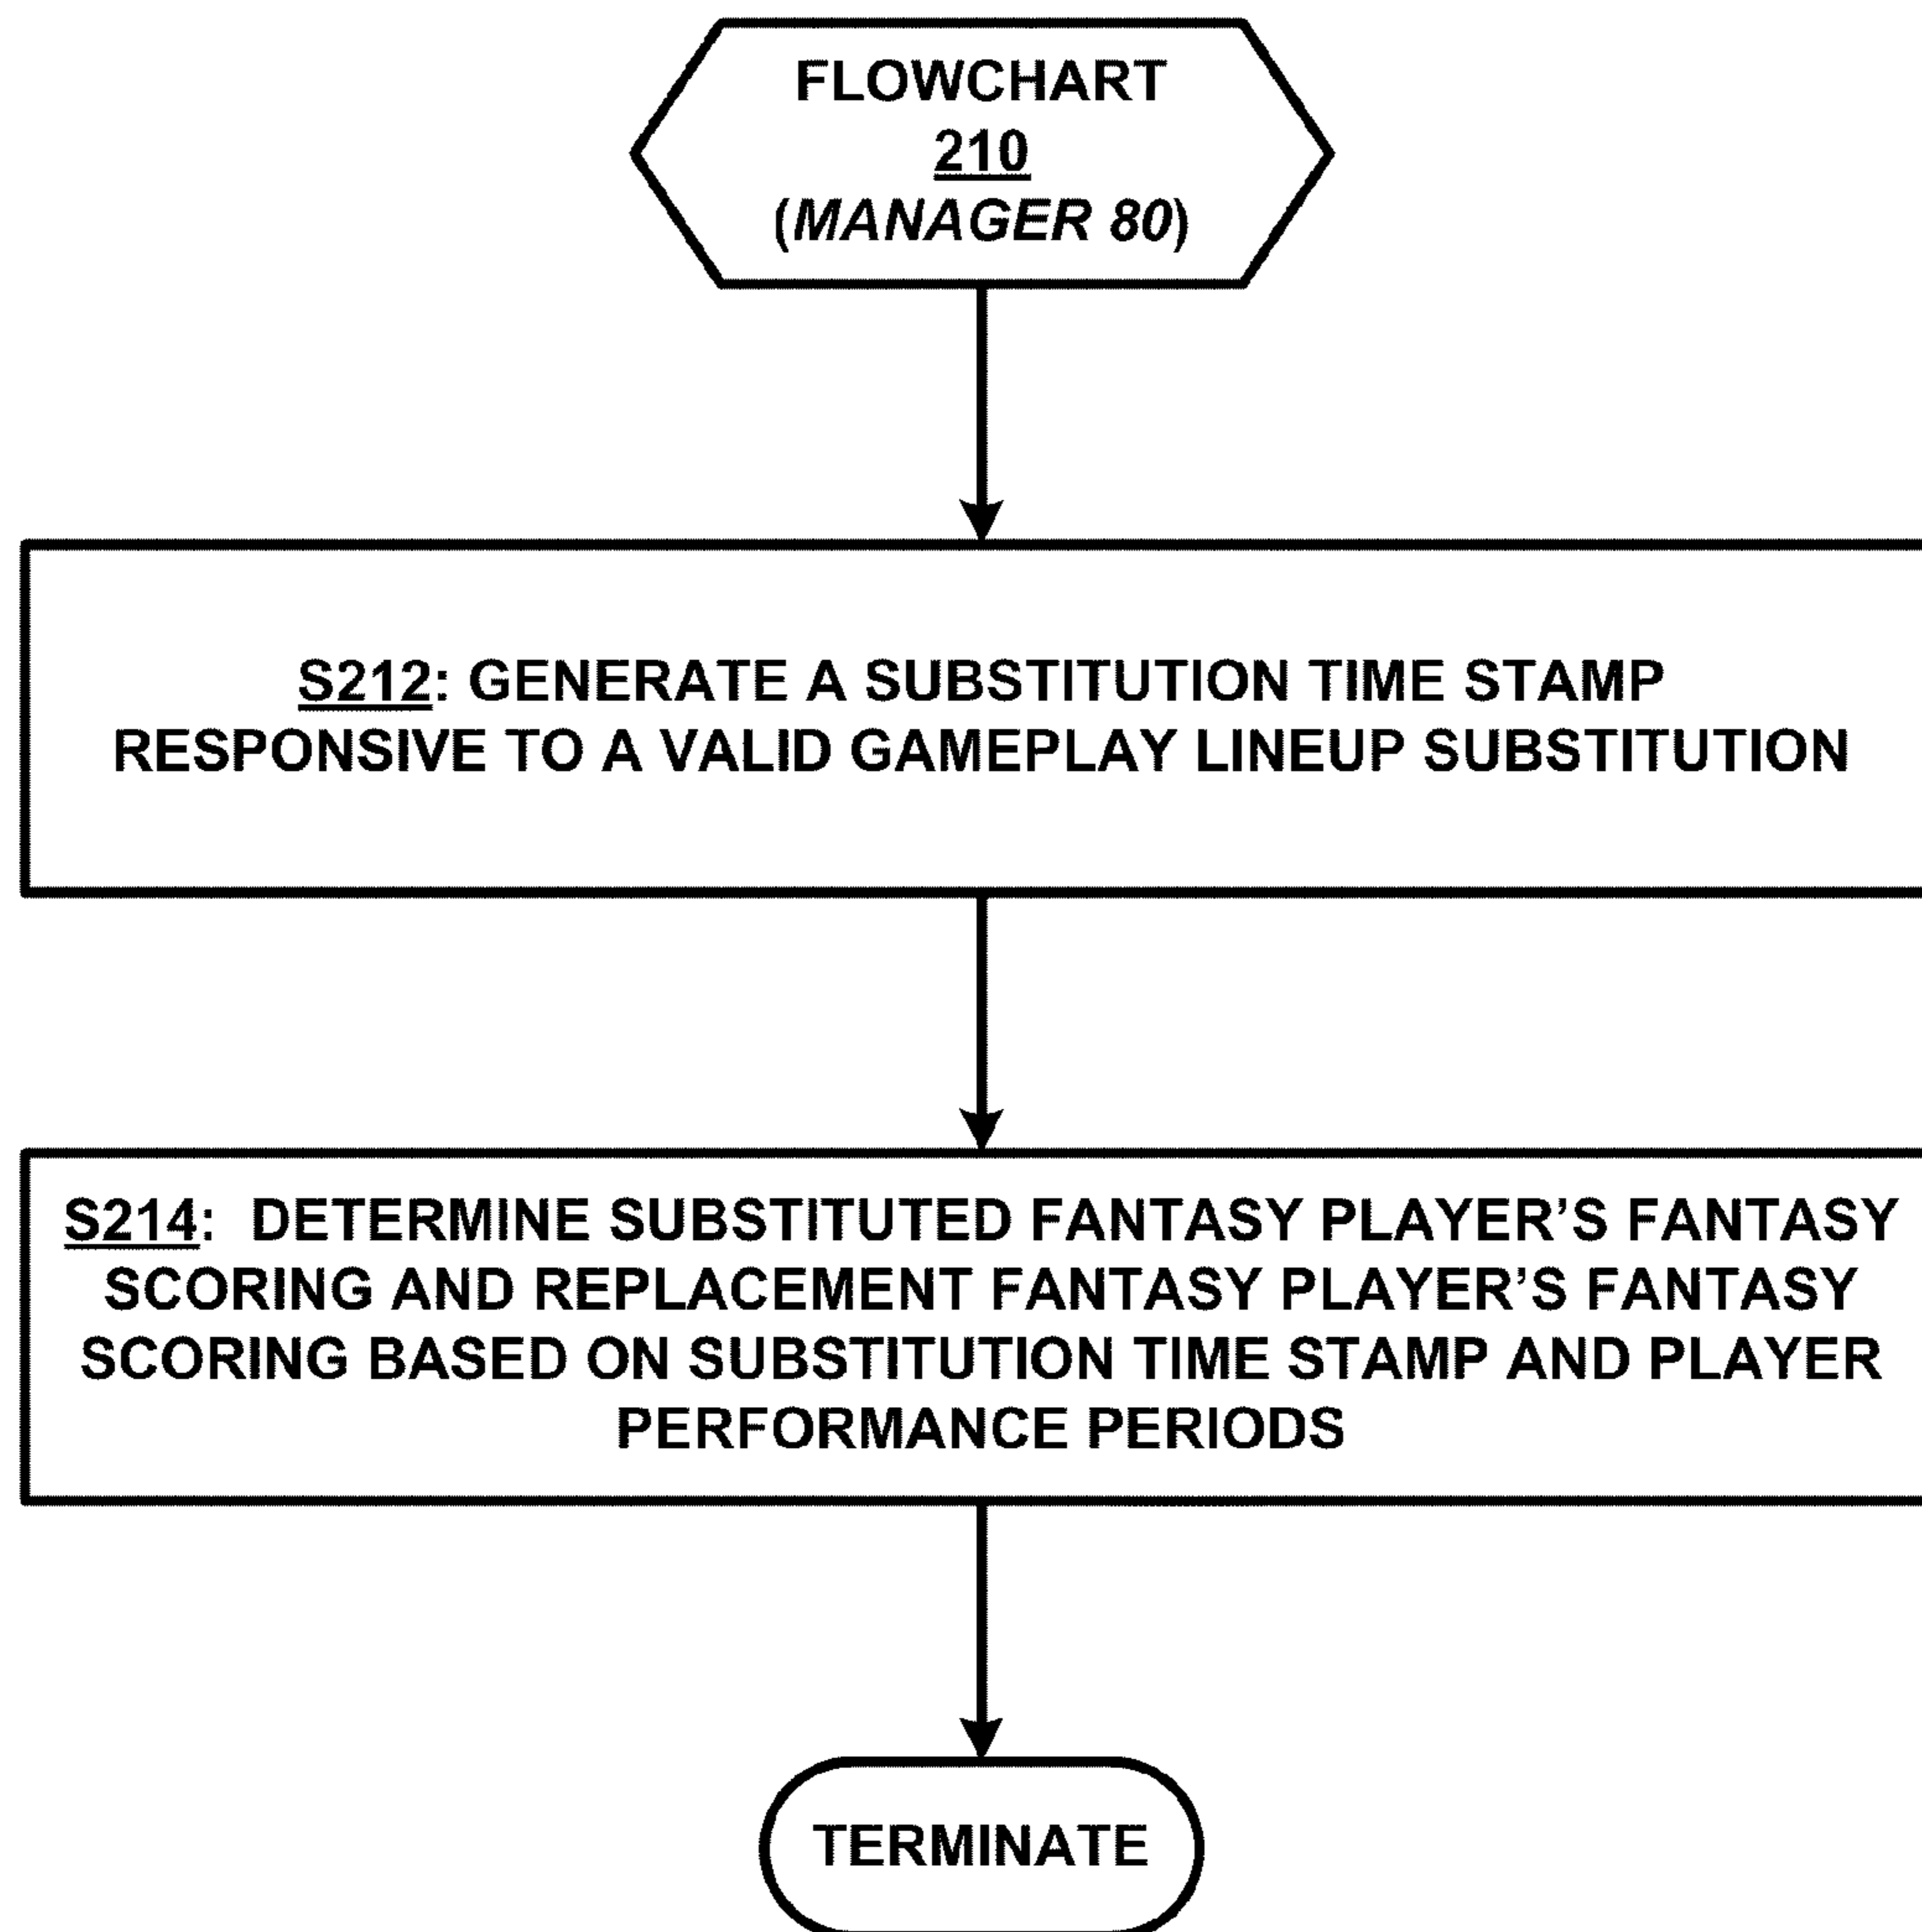 FLOWCHART
210
(MANAGER 80)
S212: GENERATE A SUBSTITUTION TIME STAMP
RESPONSIVE TO A VALID GAMEPLAY LINEUP SUBSTITUTION
S214: DETERMINE SUBSTITUTED FANTASY PLAYER’S FANTASY
SCORING AND REPLACEMENT FANTASY PLAYER’S FANTASY
SCORING BASED ON SUBSTITUTION TIME STAMP AND PLAYER
PERFORMANCE PERIODS
TERMINATE